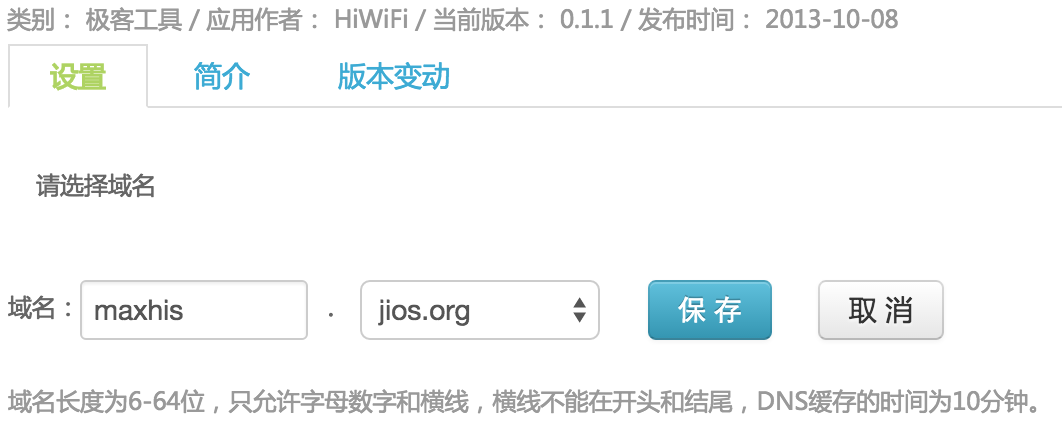 类别： 极客工具 / 应用作者： HiWiFi / 当前版本： 0.1.1 / 发布时间： 2013-10-08
设置 简介 版本变动
请选择域名
域名： maxhis . jios.org 保 存 取 消
域名长度为6-64位，只允许字母数字和横线，横线不能在开头和结尾，DNS缓存的时间为10分钟。